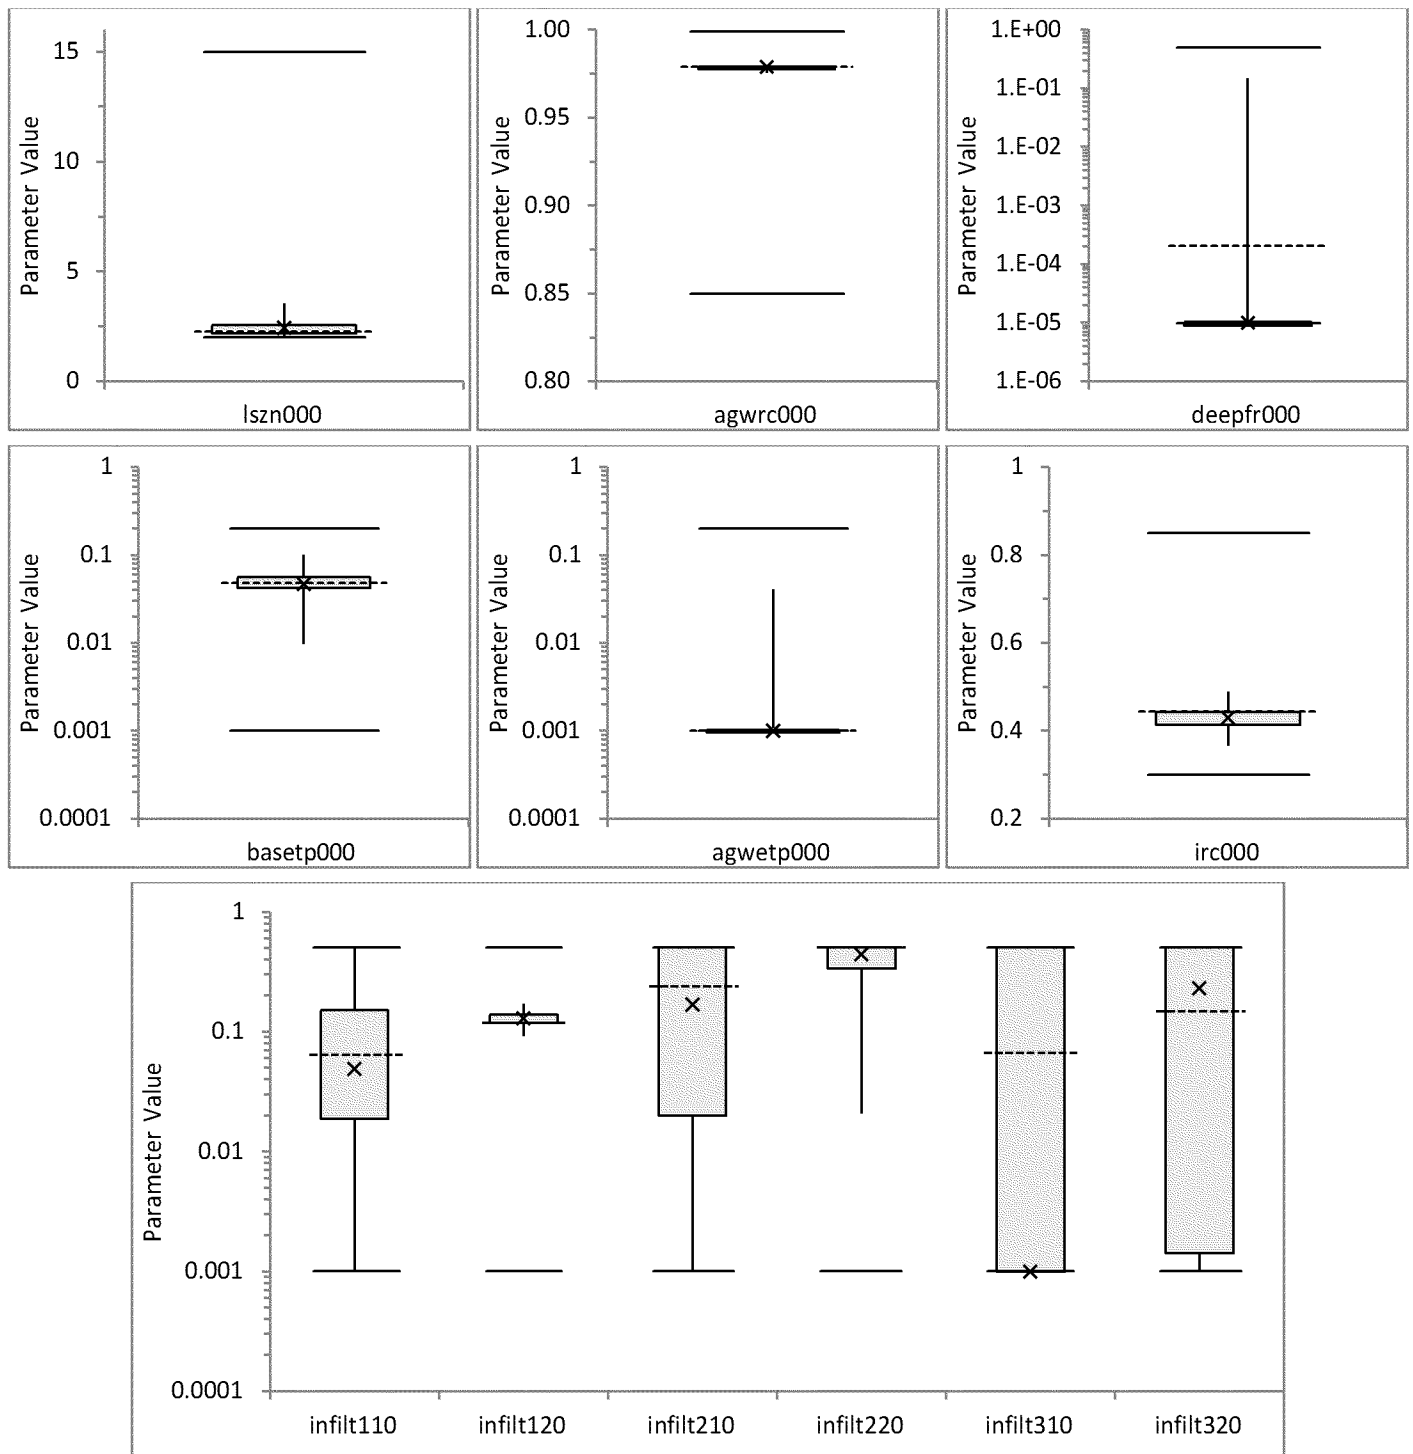 Parameter Value
15
10
5
0
lszn000
Parameter Value
1.00
0.95
0.90
0.85
0.80
agwrc000
Parameter Value
1.E+00
1.E-01
1.E-02
1.E-03
1.E-04
1.E-05
1.E-06
deepfr000
Parameter Value
1
0.1
0.01
0.001
0.0001
basetp000
Parameter Value
1
0.1
0.01
0.001
0.0001
agwetp000
Parameter Value
1
0.8
0.6
0.4
0.2
irc000
Parameter Value
1
0.1
0.01
0.001
0.0001
infilt110 infilt120 infilt210 infilt220 infilt310 infilt320